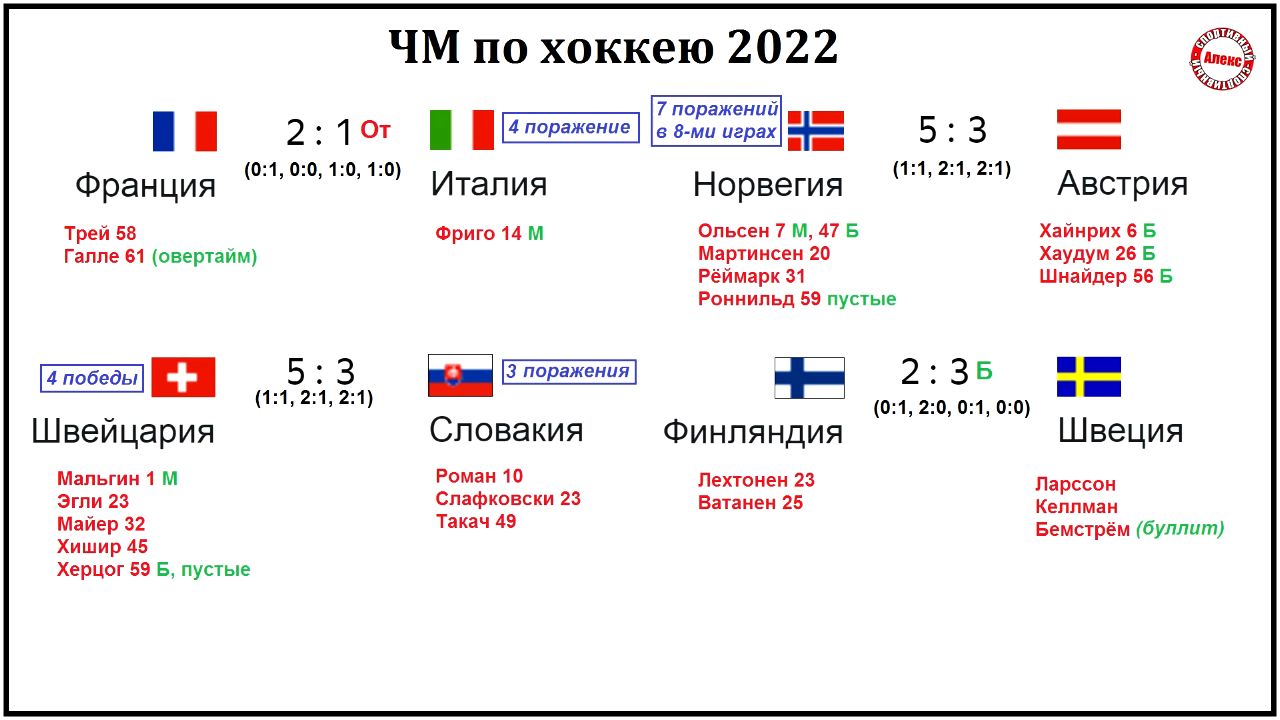 ЧМ по хоккею 2022
СПОРТИВНЫЙ
Алекс
2 : 1 От
(0:1, 0:0, 1:0, 1:0)
4 поражение
Франция
Италия
Трей 58
Галле 61 (овертайм)
Фриго 14 М
7 поражений
в 8-ми играх
5 : 3
(1:1, 2:1, 2:1)
Норвегия
Австрия
Ольсен 7 М, 47 Б
Мартинсен 20
Рёймарк 31
Роннильд 59 пустые
Хайнрих 6 Б
Хаудум 26 Б
Шнайдер 56 Б
4 победы
5 : 3
(1:1, 2:1, 2:1)
3 поражения
Швейцария
Словакия
Мальгин 1 М
Эгли 23
Майер 32
Хишир 45
Херцог 59 Б, пустые
Роман 10
Слафковски 23
Такач 49
2 : 3 Б
(0:1, 2:0, 0:1, 0:0)
Финляндия
Швеция
Лехтонен 23
Ватанен 25
Ларссон
Келлман
Бемстрём (буллит)